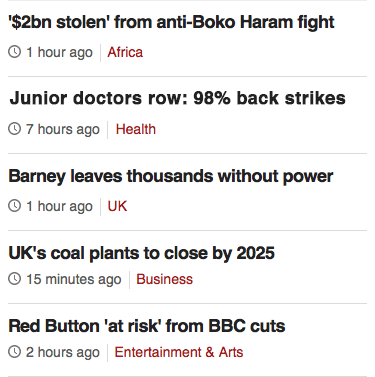 '$2bn stolen' from anti-Boko Haram fight
1 hour ago Africa
Junior doctors row: 98% back strikes
7 hours ago Health
Barney leaves thousands without power
1 hour ago UK
UK's coal plants to close by 2025
15 minutes ago Business
Red Button 'at risk' from BBC cuts
2 hours ago Entertainment & Arts